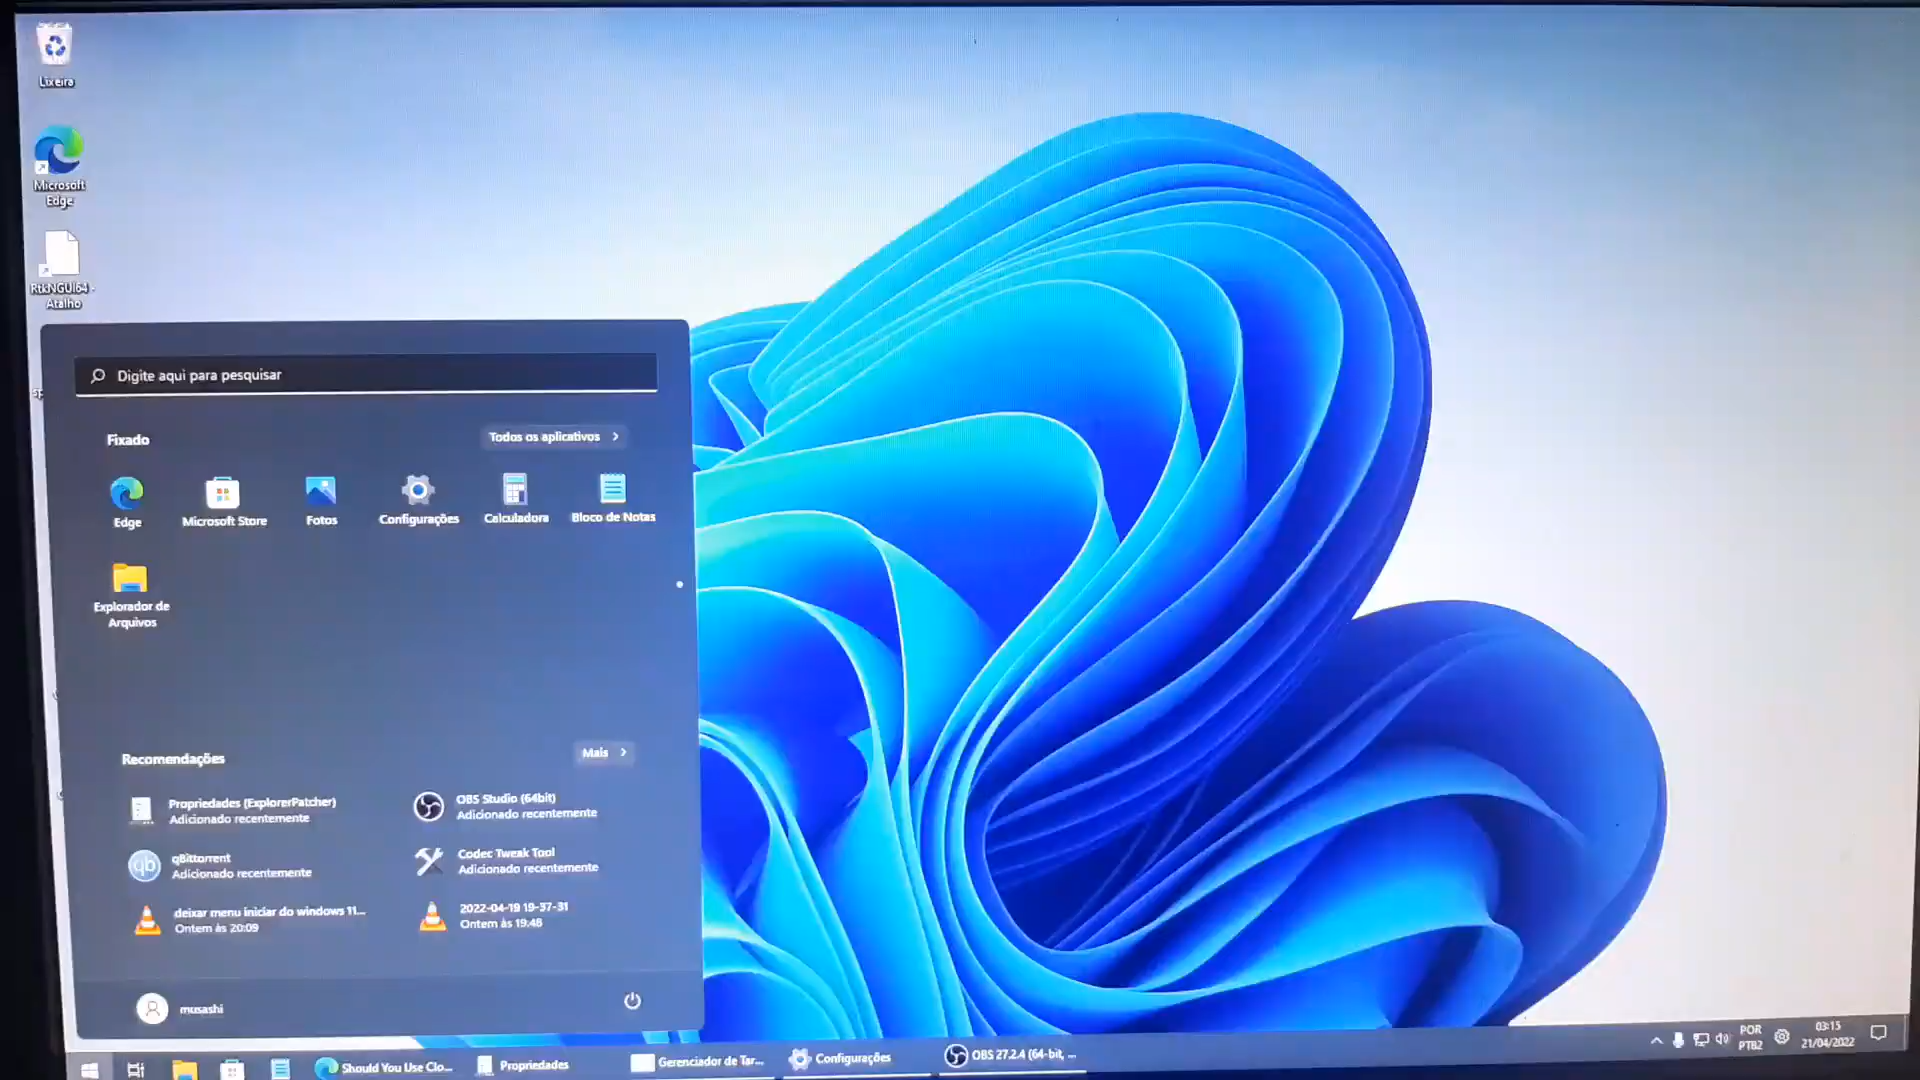 Lixeira
Microsoft
Edge
RtkNGUI64 -
Atalho
Digite aqui para pesquisar
Fixado
Todos os aplicativos
Edge
Microsoft Store
Fotos
Configurações
Calculadora
Bloco de Notas
Explorador de
Arquivos
Recomendações
Mais
Propriedades (ExplorerPatcher)
Adicionado recentemente
OBS Studio (64bit)
Adicionado recentemente
qBittorrent
Adicionado recentemente
Codec Tweak Tool
Adicionado recentemente
deixar menu iniciar do windows 11...
Ontem às 20:09
2022-04-19 19-37-31
Ontem às 19:48
musashi
Should You Use Clo...
Propriedades
Gerenciador de Tar...
Configurações
OBS 27.2.4 (64-bit, ...
POR
PTB2
03:15
21/04/2022